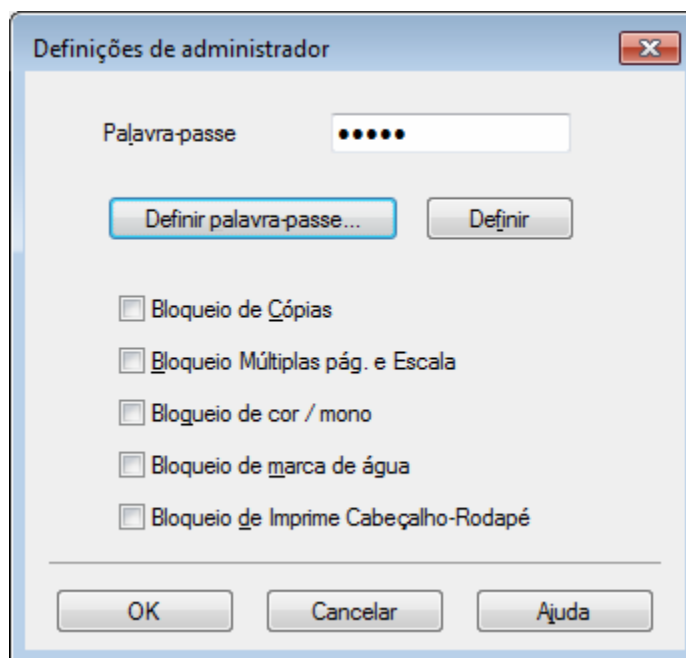 Definições de administrador
Palavra-passe •••••
Definir palavra-passe... Definir
Bloqueio de Cópias
Bloqueio Múltiplas pág. e Escala
Bloqueio de cor / mono
Bloqueio de marca de água
Bloqueio de Imprime Cabeçalho-Rodapé
OK Cancelar Ajuda